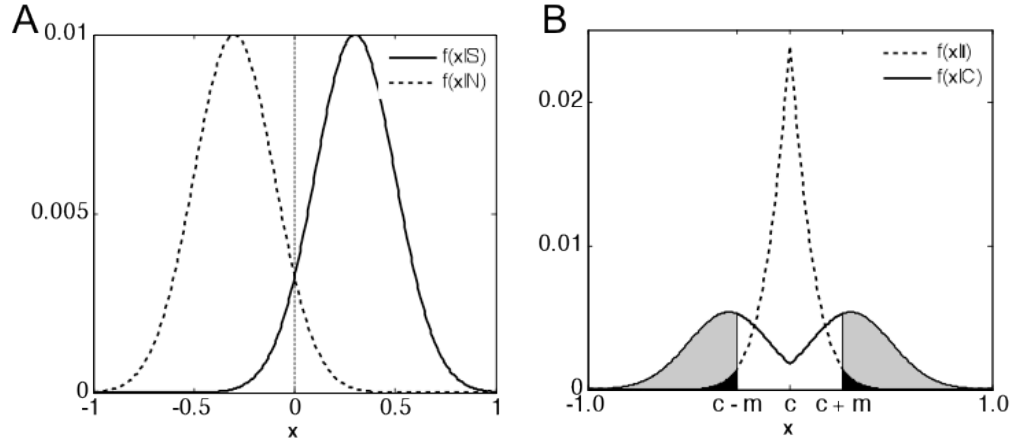 A
0.01
0.005
0
-1
-0.5
0
0.5
1
x
f(x|S)
f(x|N)
B
0.02
0.01
0
-1.0
c - m
c
c + m
1.0
x
f(x|I)
f(x|C)